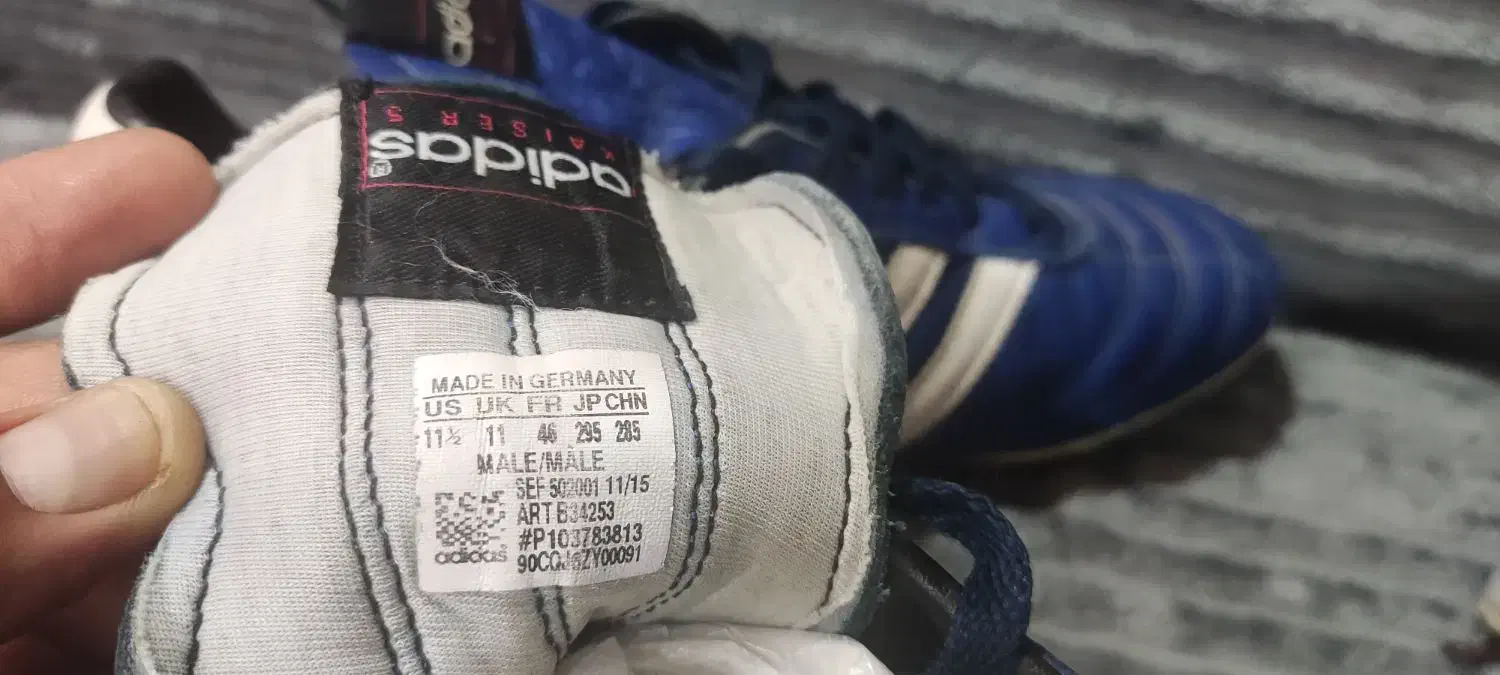 adidas
KAISER 5
adidas
MADE IN GERMANY
US UK FR JP CHN
11½ 11 46 295 285
MALE/MALE
SEF 502001 11/15
ART B34253
#P103783813
adidas